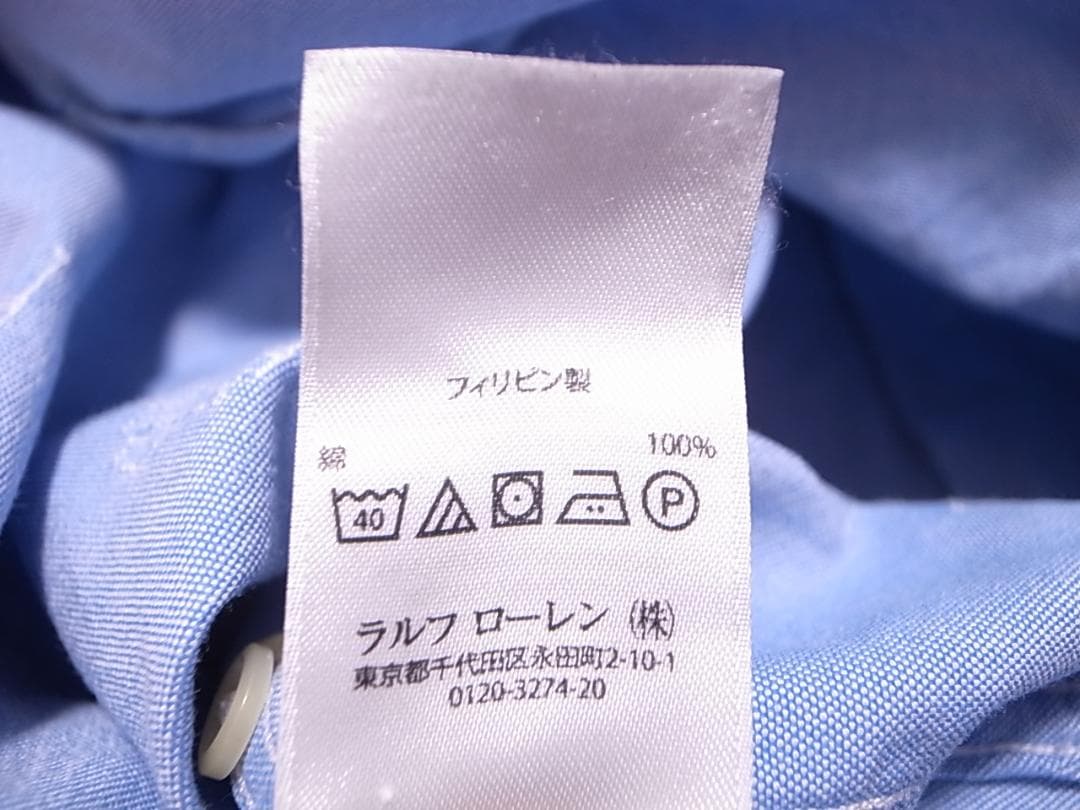 フィリピン製
綿 100%
40 P
ラルフ ローレン (株)
東京都千代田区永田町2-10-1
0120-3274-20